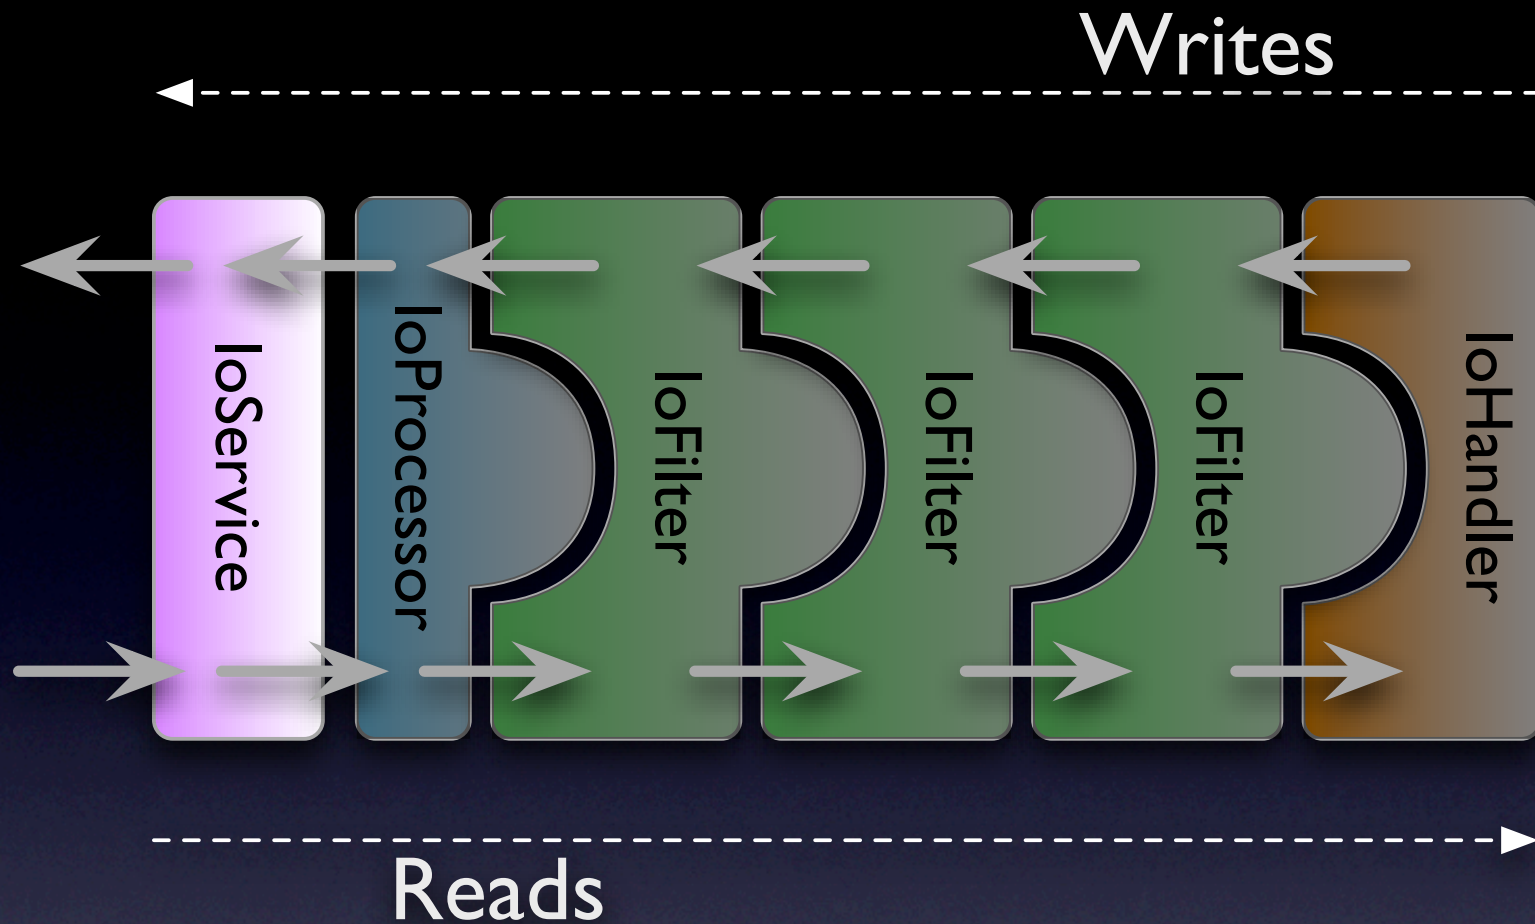 Writes
IoService
IoProcessor
IoFilter
IoFilter
IoFilter
IoHandler
Reads